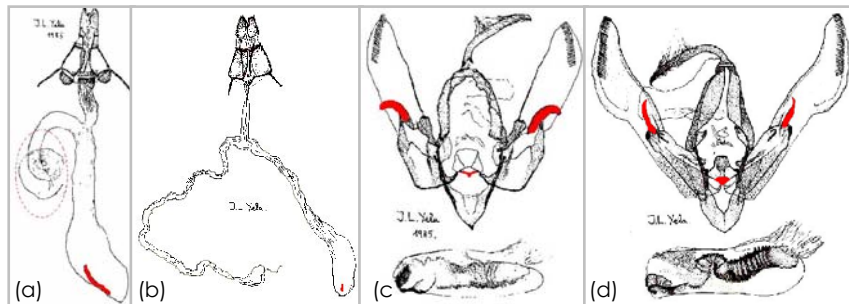 J.L. Yela
1985
(a)
J.L. Yela.
(b)
J.L. Yela
1985.
(c)
J.L. Yela
(d)